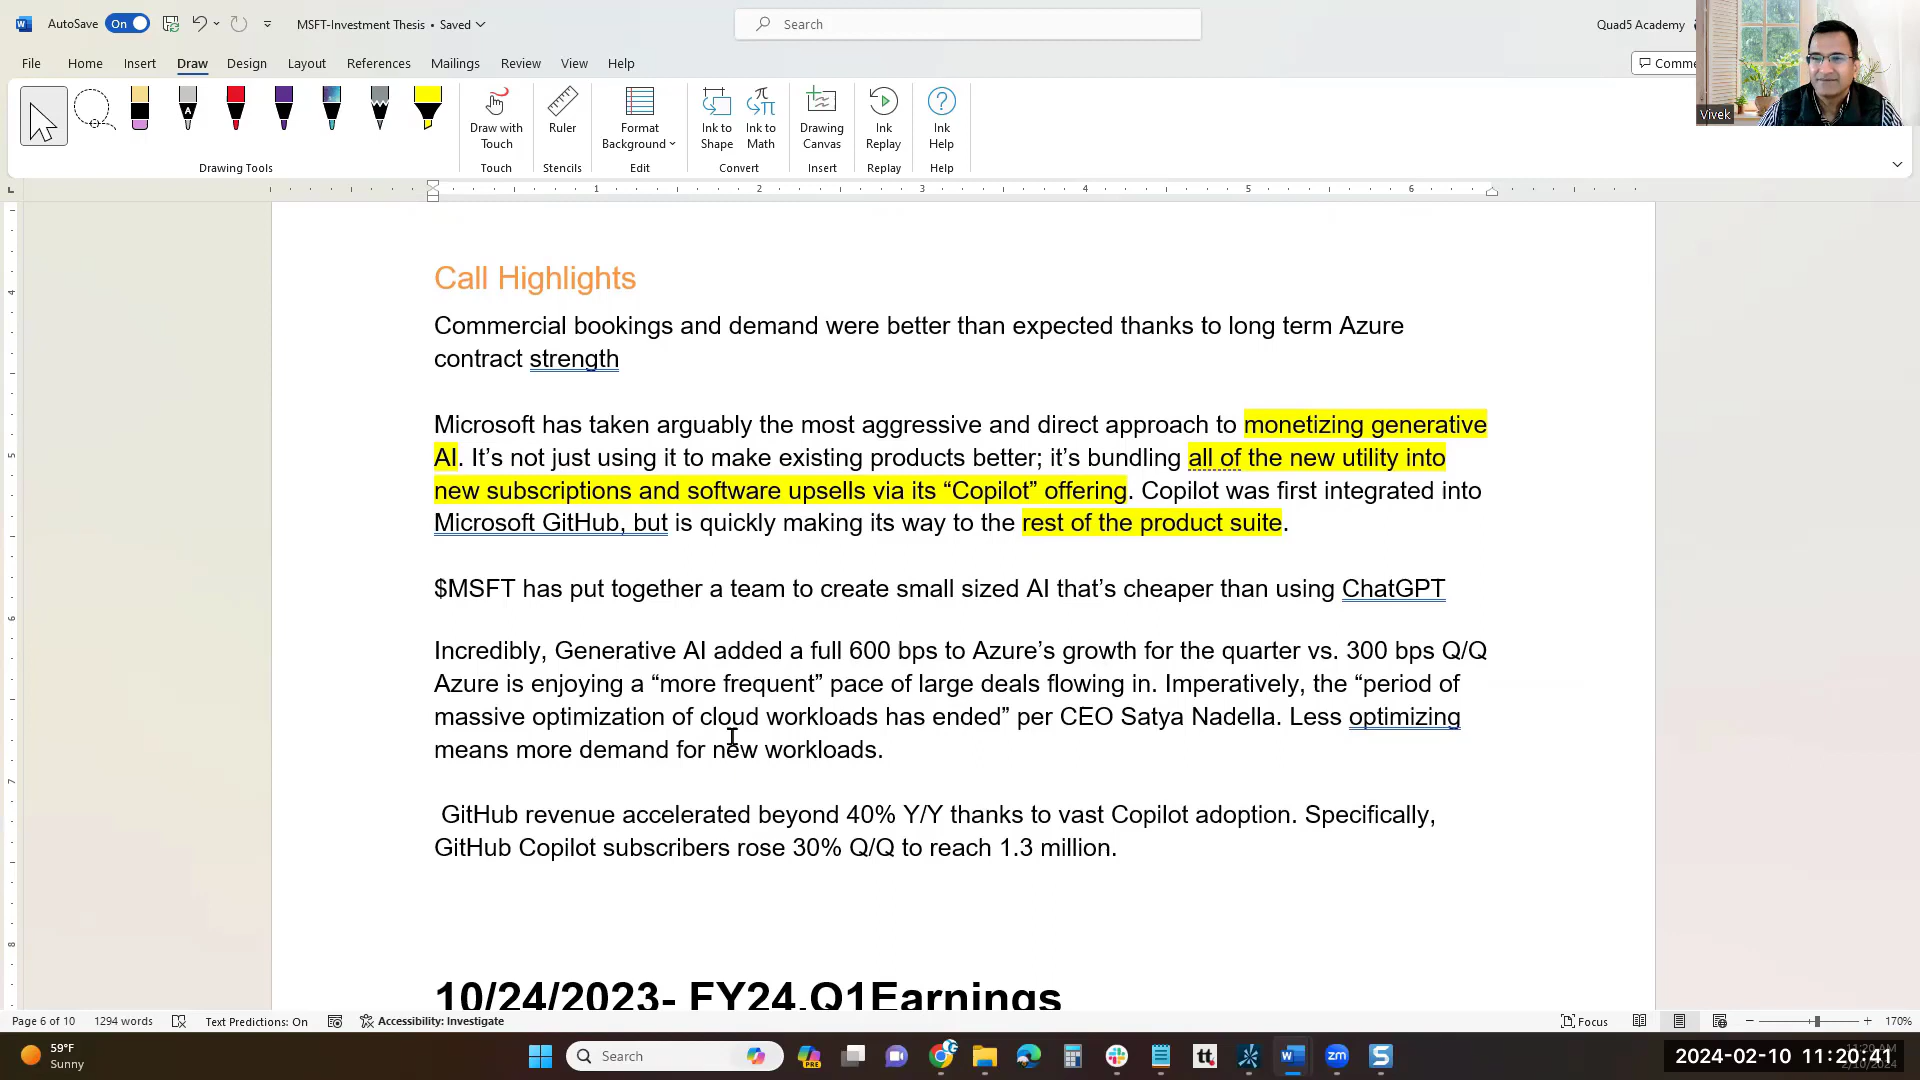 AutoSave On MSFT-Investment Thesis • Saved Search Quad5 Academy
File Home Insert Draw Design Layout References Mailings Review View Help
Draw with Touch
Ruler
Format Background
Ink to Shape
Ink to Math
Drawing Canvas
Ink Replay
Ink Help
Vivek
Drawing Tools Touch Stencils Edit Convert Insert Replay Help
1 2 3 4 5 6
Call Highlights
Commercial bookings and demand were better than expected thanks to long term Azure
contract strength
Microsoft has taken arguably the most aggressive and direct approach to monetizing generative
AI. It’s not just using it to make existing products better; it’s bundling all of the new utility into
new subscriptions and software upsells via its “Copilot” offering. Copilot was first integrated into
Microsoft GitHub, but is quickly making its way to the rest of the product suite.
$MSFT has put together a team to create small sized AI that’s cheaper than using ChatGPT
Incredibly, Generative AI added a full 600 bps to Azure’s growth for the quarter vs. 300 bps Q/Q
Azure is enjoying a “more frequent” pace of large deals flowing in. Imperatively, the “period of
massive optimization of cloud workloads has ended” per CEO Satya Nadella. Less optimizing
means more demand for new workloads.
GitHub revenue accelerated beyond 40% Y/Y thanks to vast Copilot adoption. Specifically,
GitHub Copilot subscribers rose 30% Q/Q to reach 1.3 million.
10/24/2023- FY24.Q1Earnings
Page 6 of 10 1294 words Text Predictions: On Accessibility: Investigate Focus 170%
59°F
Sunny
Search
2024-02-10 11:20:41